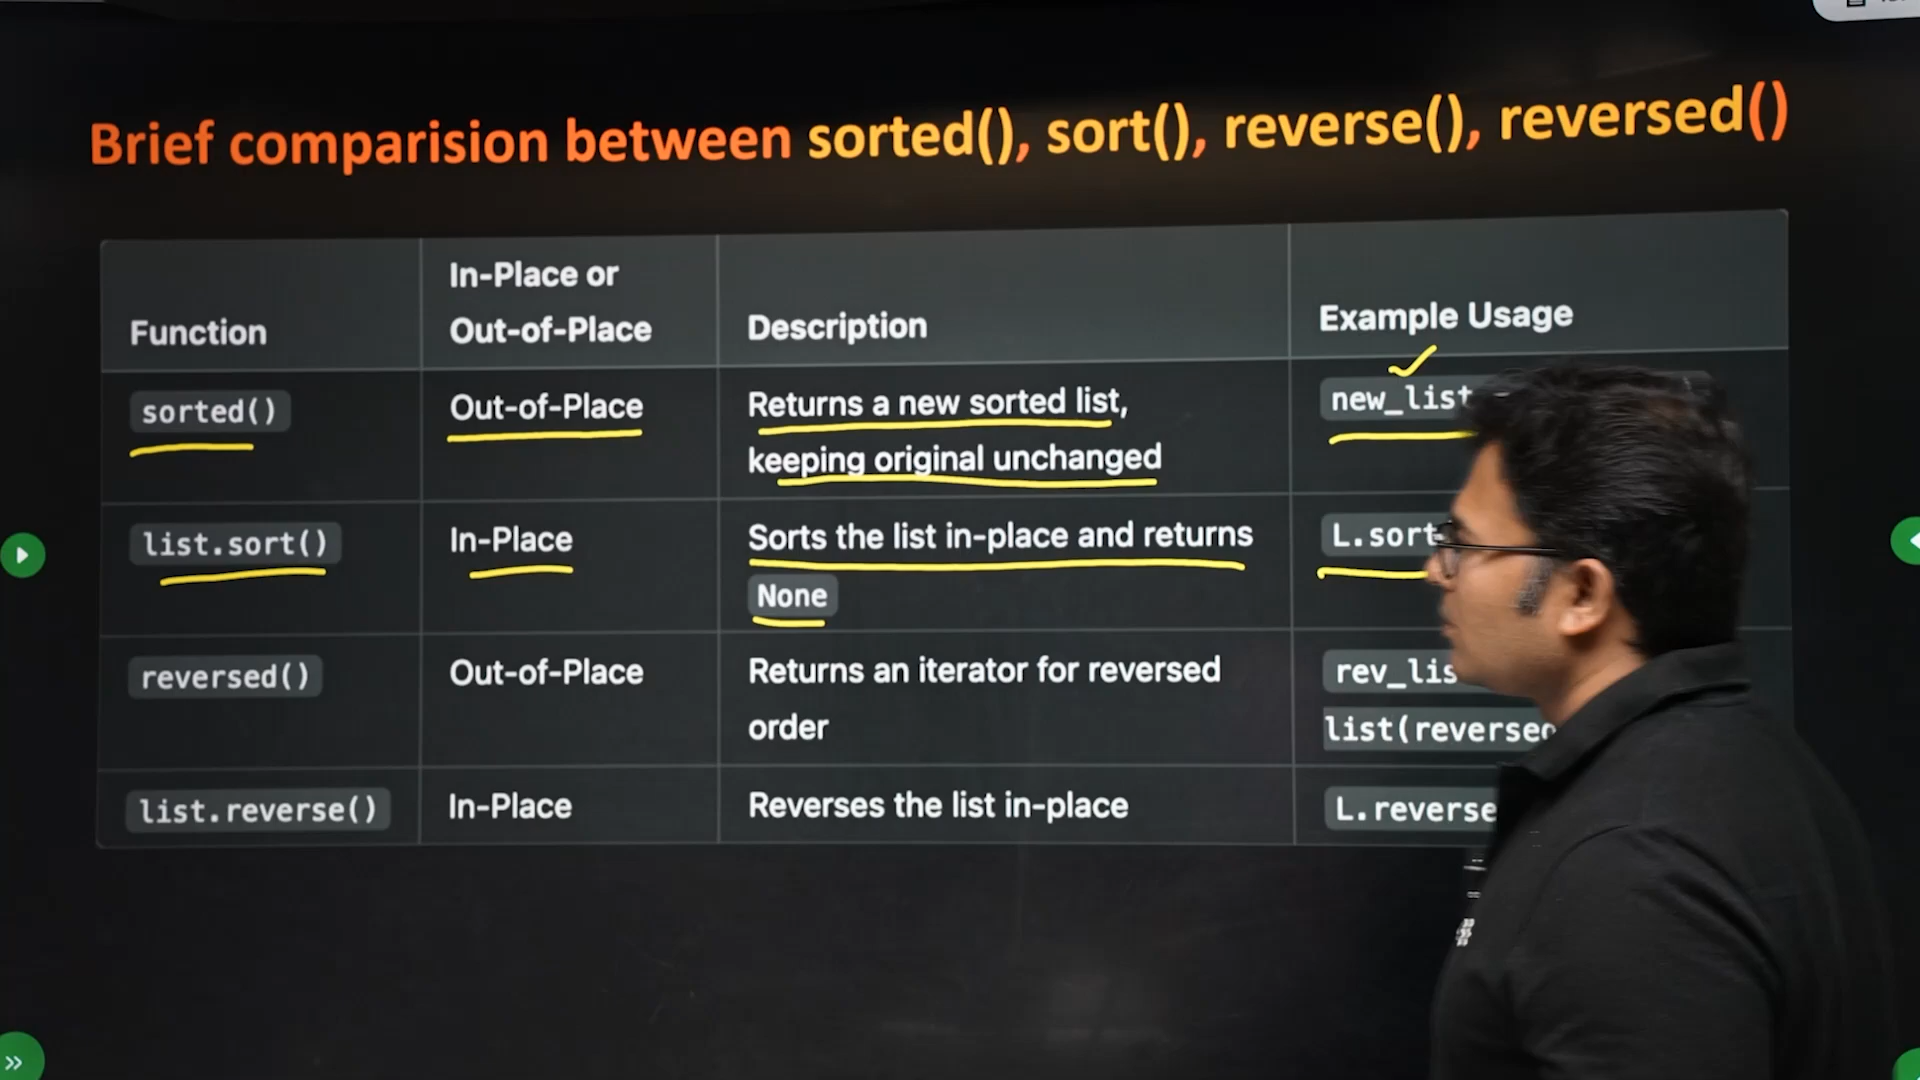 Brief comparision between sorted(), sort(), reverse(), reversed()
Function
In-Place or
Out-of-Place
Description
Example Usage
sorted()
Out-of-Place
Returns a new sorted list,
keeping original unchanged
new_list
list.sort()
In-Place
Sorts the list in-place and returns
None
L.sort
reversed()
Out-of-Place
Returns an iterator for reversed
order
rev_lis
list(reversed
list.reverse()
In-Place
Reverses the list in-place
L.reverse